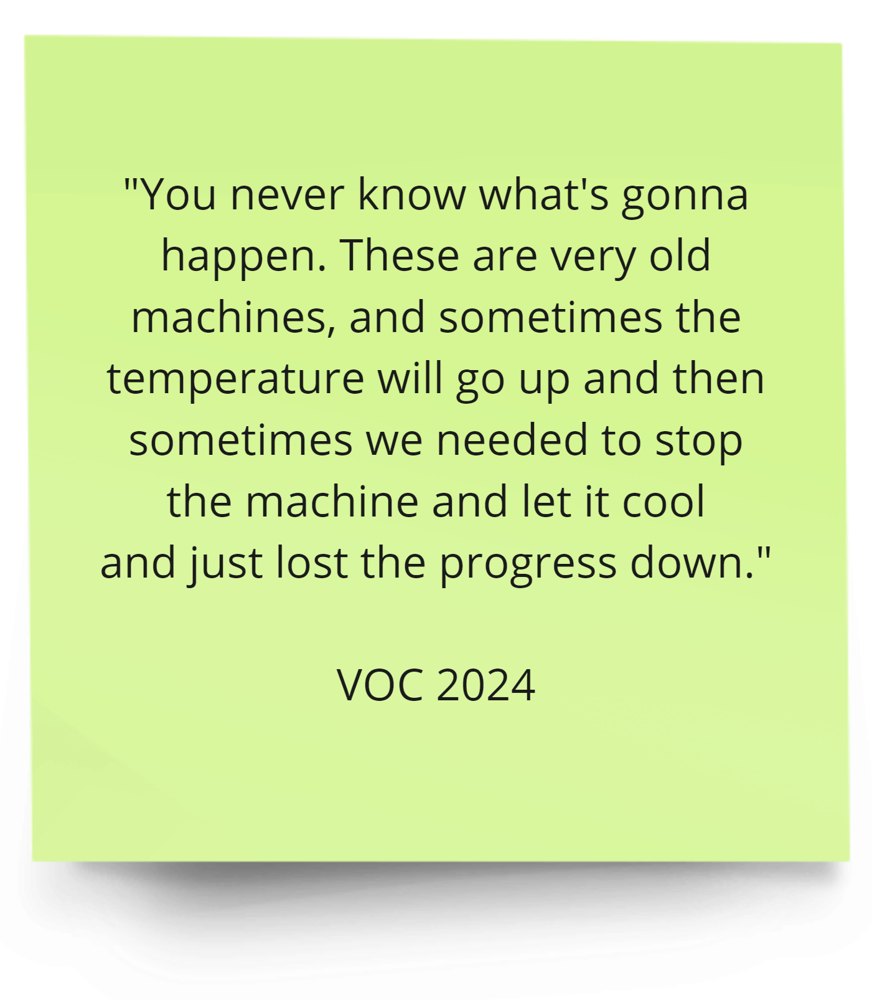 "You never know what's gonna
happen. These are very old
machines, and sometimes the
temperature will go up and then
sometimes we needed to stop
the machine and let it cool
and just lost the progress down."
VOC 2024